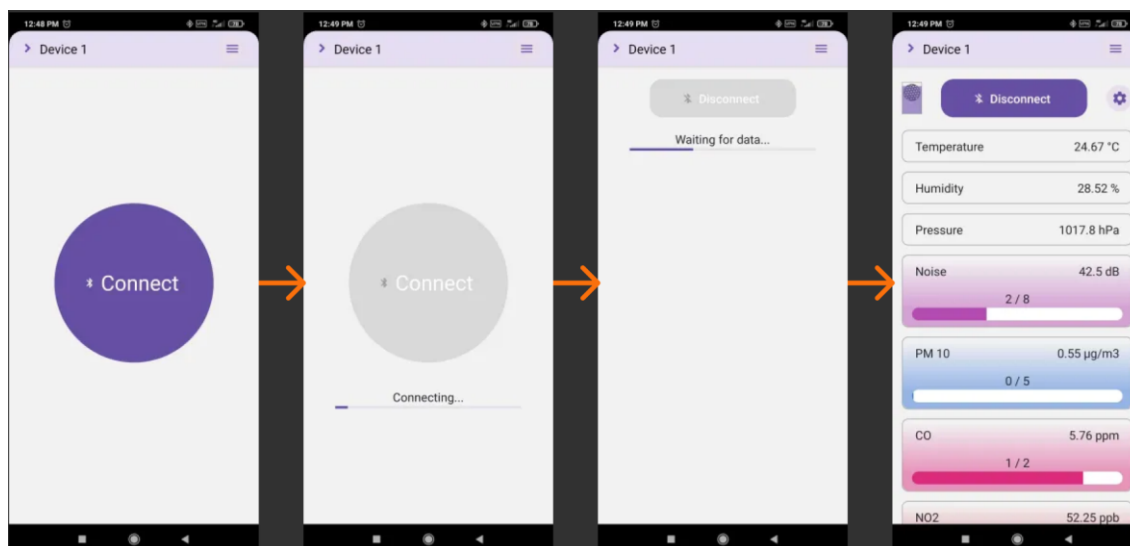 12:48 PM
Device 1
Connect
12:49 PM
Device 1
Connect
Connecting...
12:49 PM
Device 1
Disconnect
Waiting for data...
12:49 PM
Device 1
Disconnect
Temperature 24.67 °C
Humidity 28.52 %
Pressure 1017.8 hPa
Noise 42.5 dB
2 / 8
PM 10 0.55 µg/m3
0 / 5
CO 5.76 ppm
1 / 2
NO2 52.25 ppb